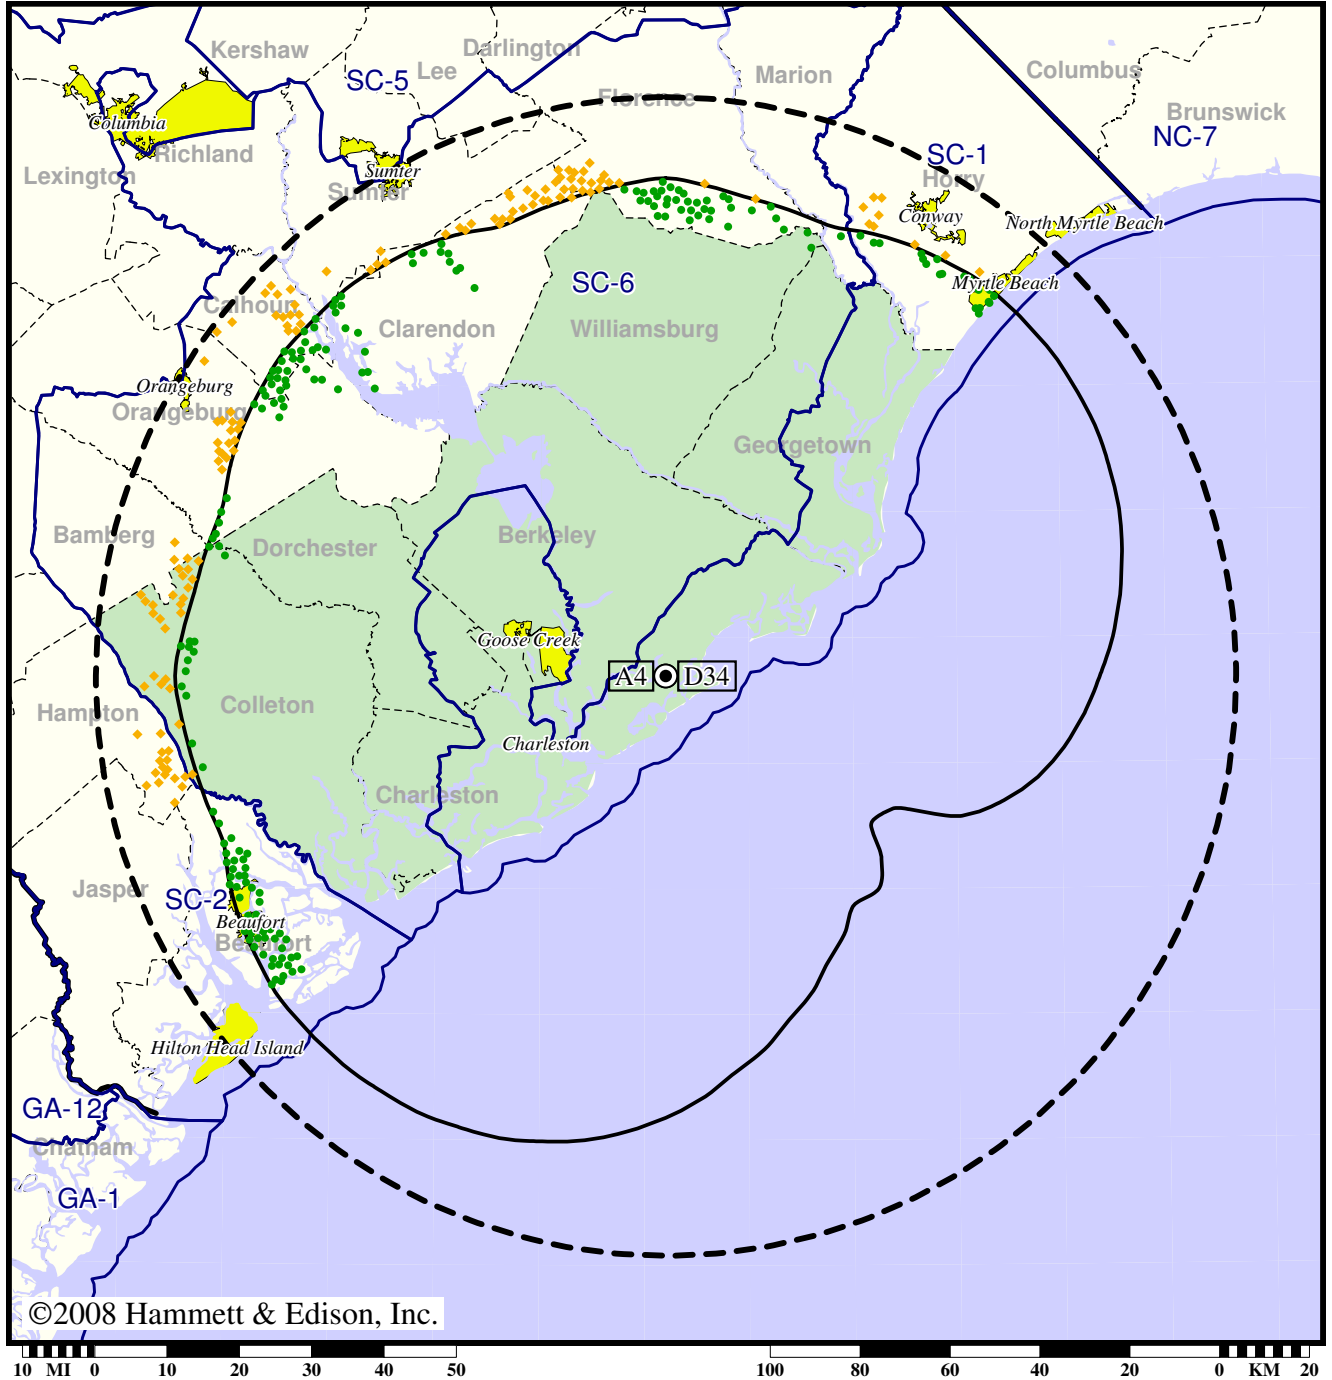 Kershaw
Darlington
Lee
SC-5
Marion
Columbus
Florence
Brunswick
NC-7
Columbia
Richland
Lexington
Sumter
Sumter
SC-1
Horry
Conway
North Myrtle Beach
SC-6
Myrtle Beach
Calhoun
Clarendon
Williamsburg
Orangeburg
Orangeburg
Georgetown
Bamberg
Dorchester
Berkeley
Goose Creek
A4 D34
Hampton
Colleton
Charleston
Charleston
Jasper
SC-2
Beaufort
Beaufort
Hilton Head Island
GA-12
Chatham
GA-1
©2008 Hammett & Edison, Inc.
10 MI 0 10 20 30 40 50 100 80 60 40 20 0 KM 20